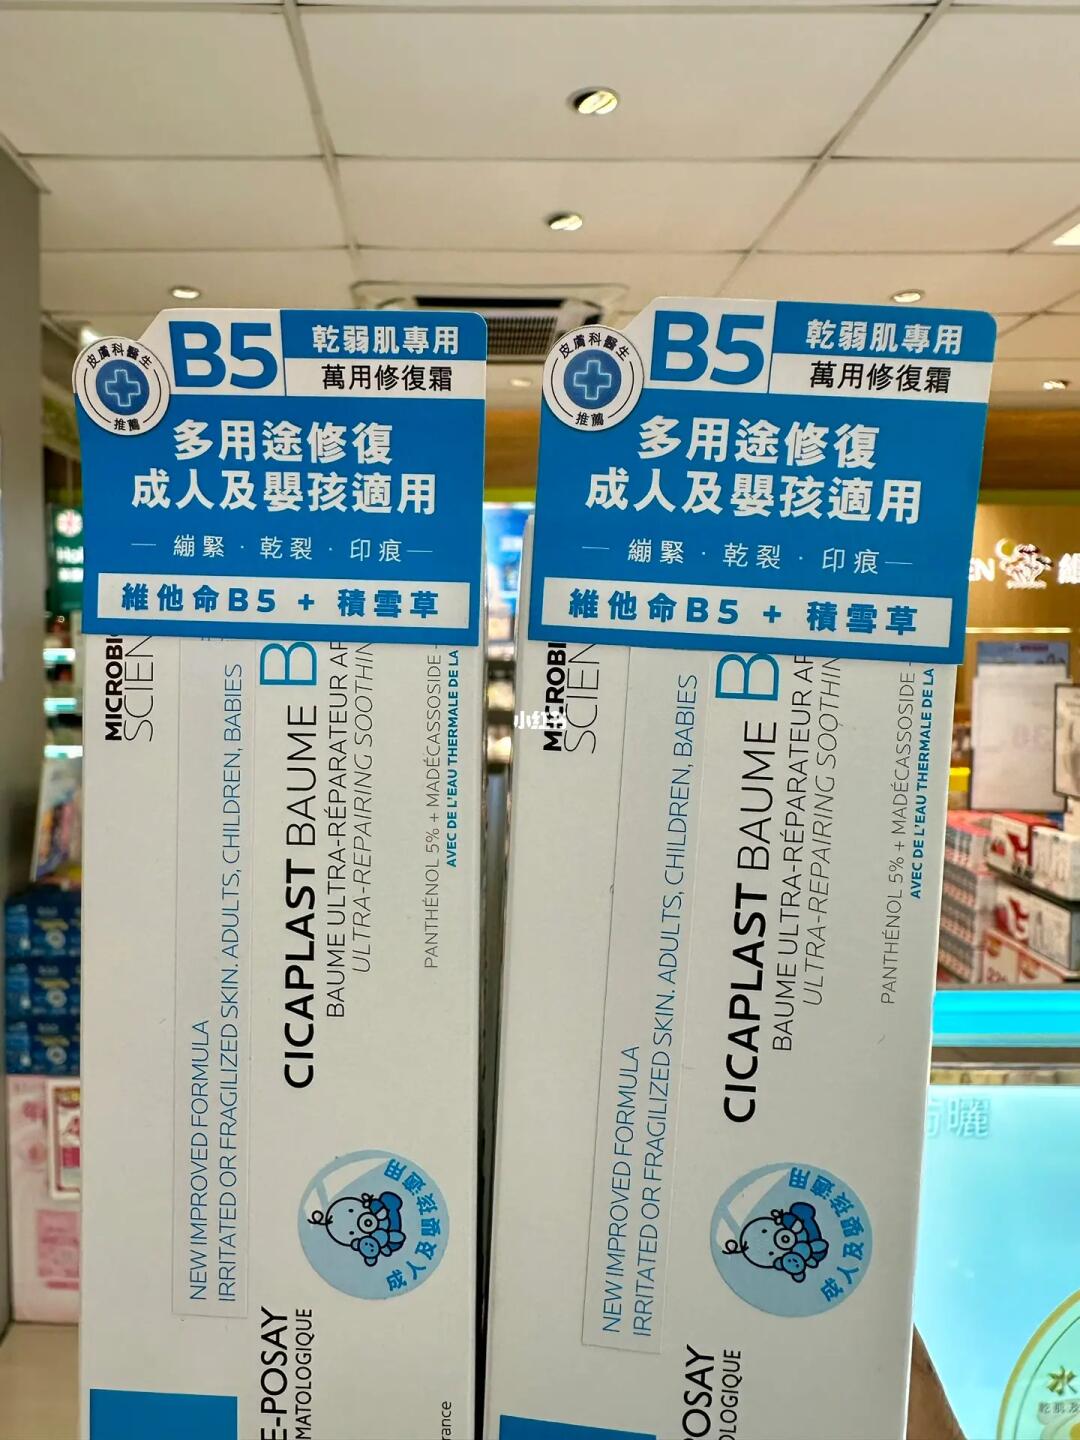 皮膚科醫生
推薦
B5
乾弱肌專用
萬用修復霜
多用途修復
成人及嬰孩適用
繃緊 · 乾裂 · 印痕
維他命B5 + 積雪草
MICROBI
SCIEN
NEW IMPROVED FORMULA
IRRITATED OR FRAGILIZED SKIN. ADULTS, CHILDREN, BABIES
CICAPLAST BAUME B
BAUME ULTRA-RÉPARATEUR AP
ULTRA-REPAIRING SOOTHIN
PANTHÉNOL 5% + MADÉCASSOSIDE -
AVEC DE L'EAU THERMALE DE LA
成人及嬰孩適用
E-POSAY
MATOLOGIQUE
rance
皮膚科醫生
推薦
B5
乾弱肌專用
萬用修復霜
多用途修復
成人及嬰孩適用
繃緊 · 乾裂 · 印痕
維他命B5 + 積雪草
MICROBI
SCIEN
NEW IMPROVED FORMULA
IRRITATED OR FRAGILIZED SKIN. ADULTS, CHILDREN, BABIES
CICAPLAST BAUME B
BAUME ULTRA-RÉPARATEUR AP
ULTRA-REPAIRING SOOTHIN
PANTHÉNOL 5% + MADÉCASSOSIDE -
AVEC DE L'EAU THERMALE DE LA
成人及嬰孩適用
POSAY
OLOGIQUE
小红书
EN
維
曬
水